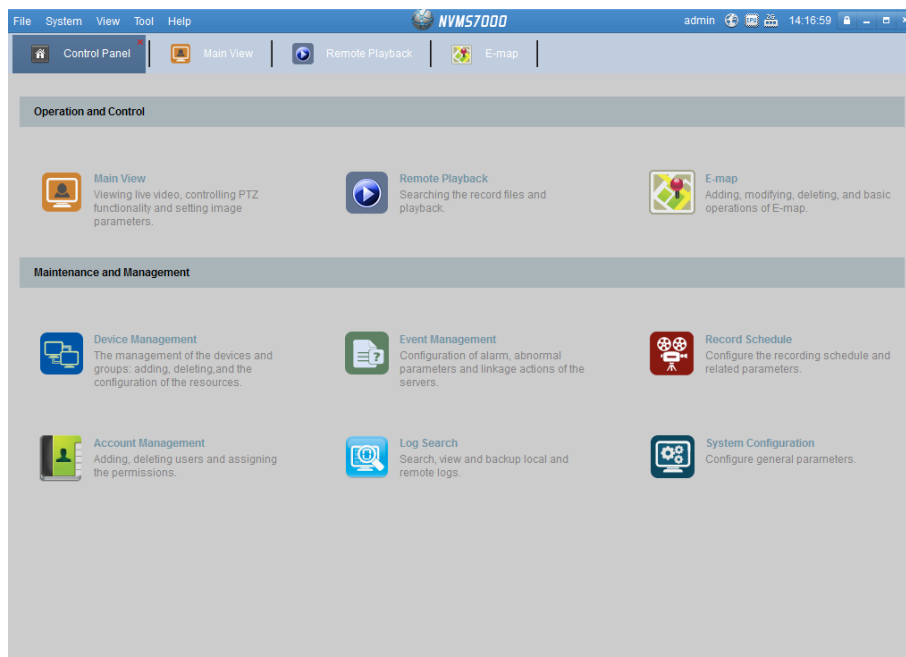 File System View Tool Help NVMS7000 admin 14:16:59
Control Panel Main View Remote Playback E-map
Operation and Control
Main View
Viewing live video, controlling PTZ
functionality and setting image
parameters.
Remote Playback
Searching the record files and
playback.
E-map
Adding, modifying, deleting, and basic
operations of E-map.
Maintenance and Management
Device Management
The management of the devices and
groups: adding, deleting,and the
configuration of the resources.
Event Management
Configuration of alarm, abnormal
parameters and linkage actions of the
servers.
Record Schedule
Configure the recording schedule and
related parameters.
Account Management
Adding, deleting users and assigning
the permissions.
Log Search
Search, view and backup local and
remote logs.
System Configuration
Configure general parameters.